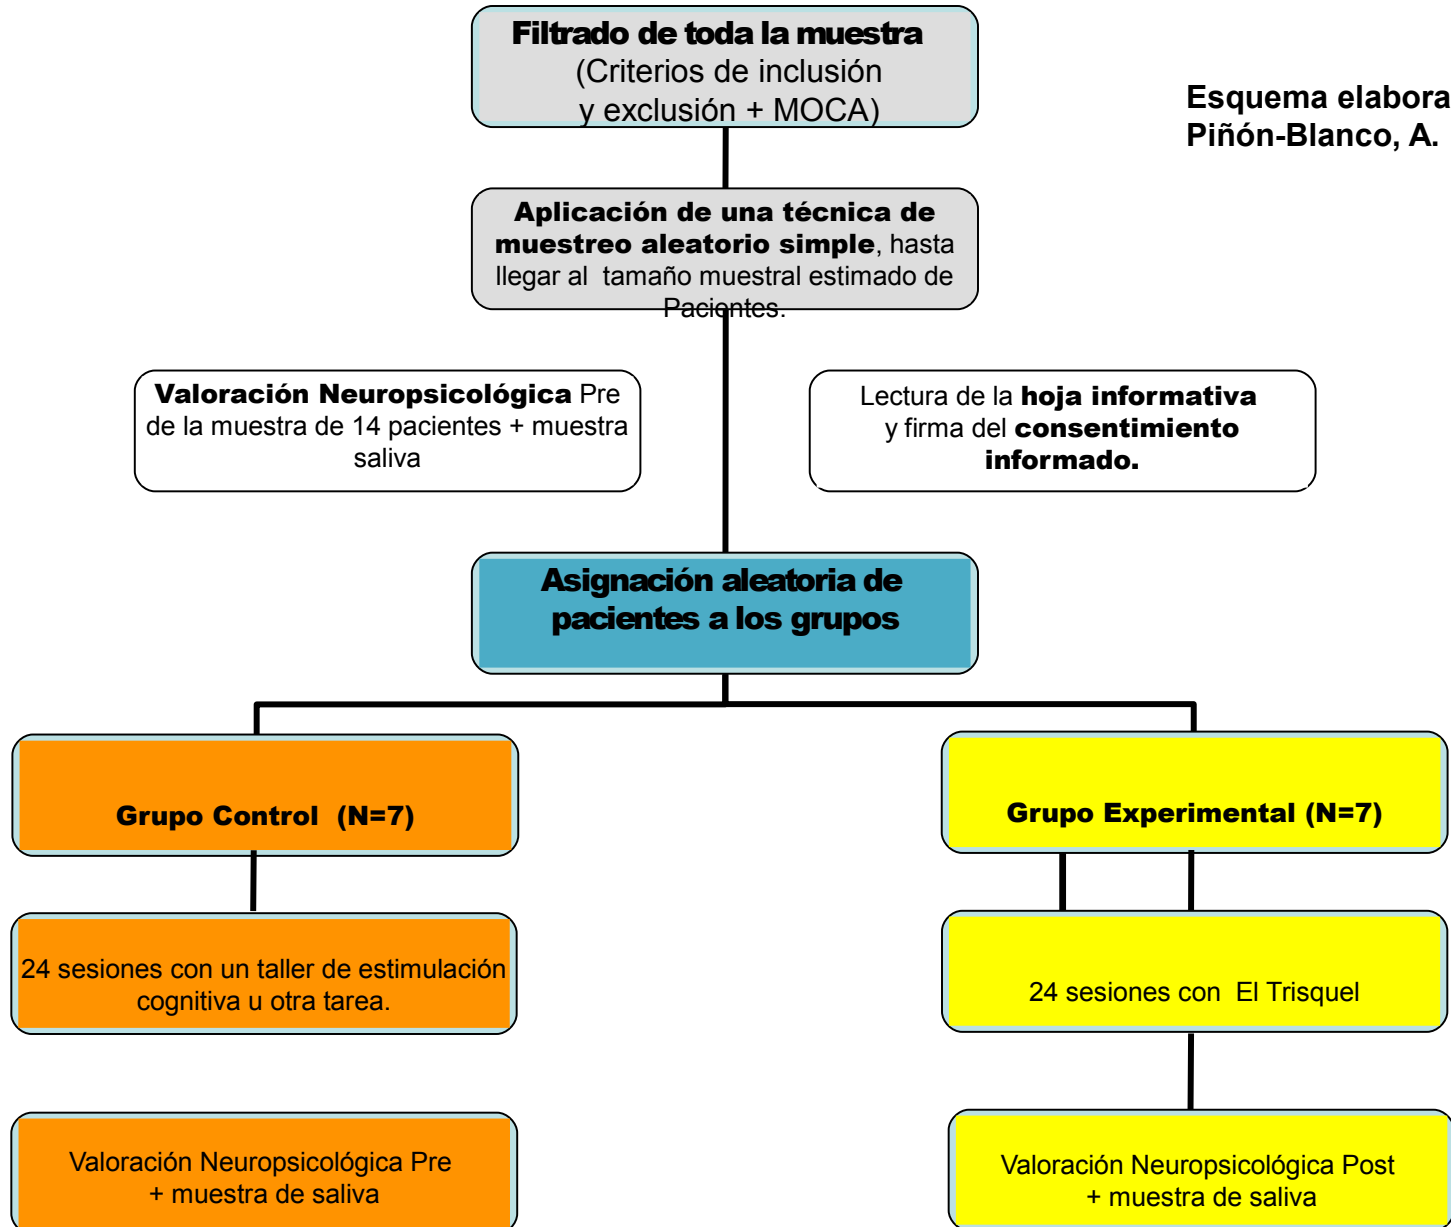 Filtrado de toda la muestra
(Criterios de inclusión
y exclusión + MOCA)
Esquema elabora
Piñón-Blanco, A.
Aplicación de una técnica de
muestreo aleatorio simple, hasta
llegar al tamaño muestral estimado de
Pacientes.
Valoración Neuropsicológica Pre
de la muestra de 14 pacientes + muestra
saliva
Lectura de la hoja informativa
y firma del consentimiento
informado.
Asignación aleatoria de
pacientes a los grupos
Grupo Control (N=7)
Grupo Experimental (N=7)
24 sesiones con un taller de estimulación
cognitiva u otra tarea.
24 sesiones con El Trisquel
Valoración Neuropsicológica Pre
+ muestra de saliva
Valoración Neuropsicológica Post
+ muestra de saliva